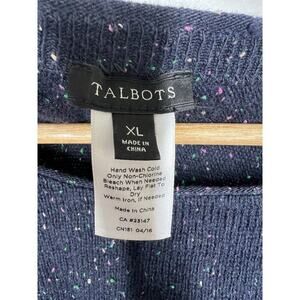 TALBOTS
XL
MADE IN
CHINA
Hand Wash Cold
Only Non-Chlorine
Bleach When Needed
Reshape, Lay Flat To
Dry
Warm Iron, If Needed
Made In China
CA #23147
CN181 04/16